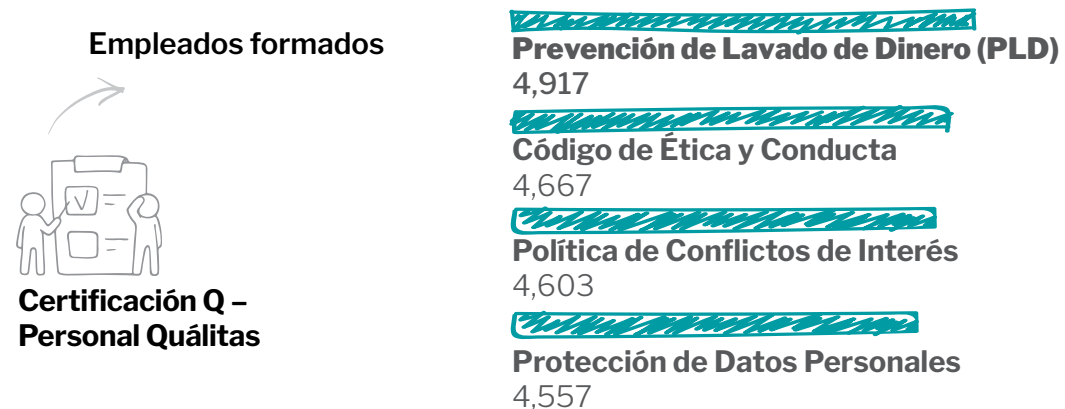 Empleados formados
Certificación Q –
Personal Quálitas
Prevención de Lavado de Dinero (PLD)
4,917
Código de Ética y Conducta
4,667
Política de Conflictos de Interés
4,603
Protección de Datos Personales
4,557